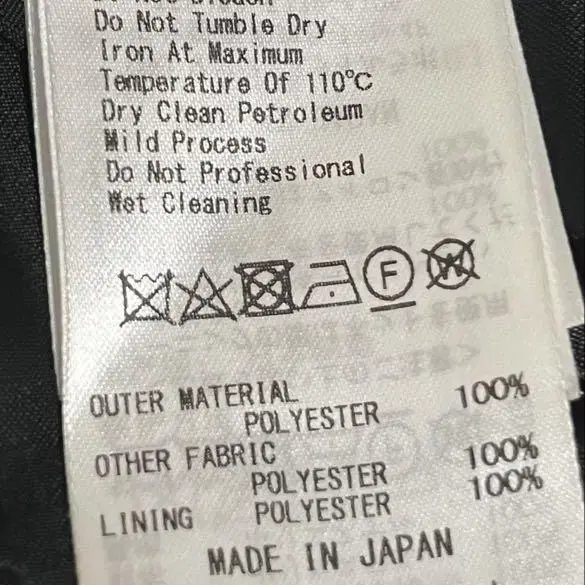 Do Not Tumble Dry
Iron At Maximum
Temperature Of 110℃
Dry Clean Petroleum
Mild Process
Do Not Professional
Wet Cleaning
F W
OUTER MATERIAL
POLYESTER 100%
OTHER FABRIC
POLYESTER 100%
LINING POLYESTER 100%
MADE IN JAPAN